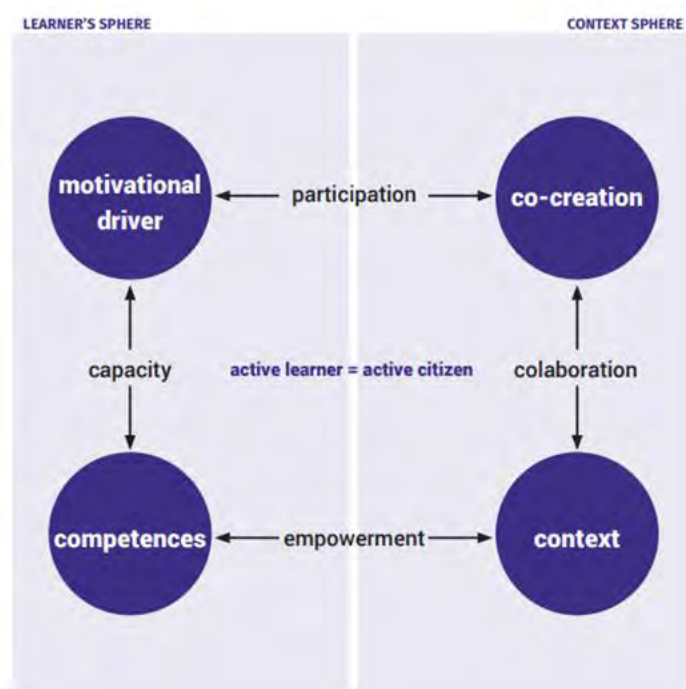 LEARNER'S SPHERE
CONTEXT SPHERE
motivational
driver
participation
co-creation
capacity
active learner = active citizen
colaboration
competences
empowerment
context